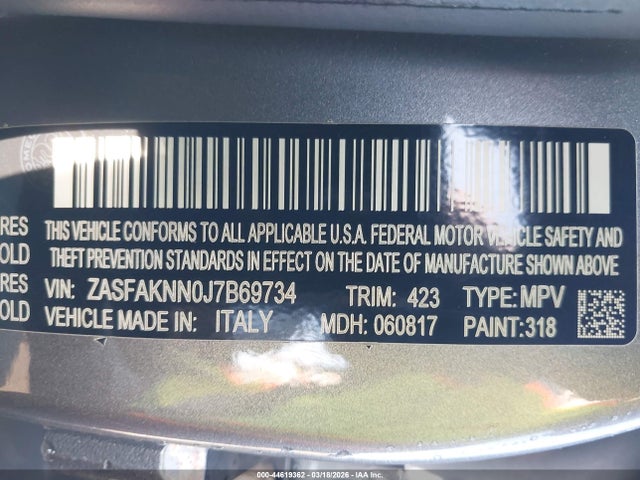 RES
OLD
RES
OLD
THIS VEHICLE CONFORMS TO ALL APPLICABLE U.S.A. FEDERAL MOTOR VEHICLE SAFETY AND
THEFT PREVENTION STANDARDS IN EFFECT ON THE DATE OF MANUFACTURE SHOWN ABOVE
VIN: ZASFAKNN0J7B69734 TRIM: 423 TYPE: MPV
VEHICLE MADE IN: ITALY MDH: 060817 PAINT: 318
000-44619362 - 03/18/2026 - IAA Inc.